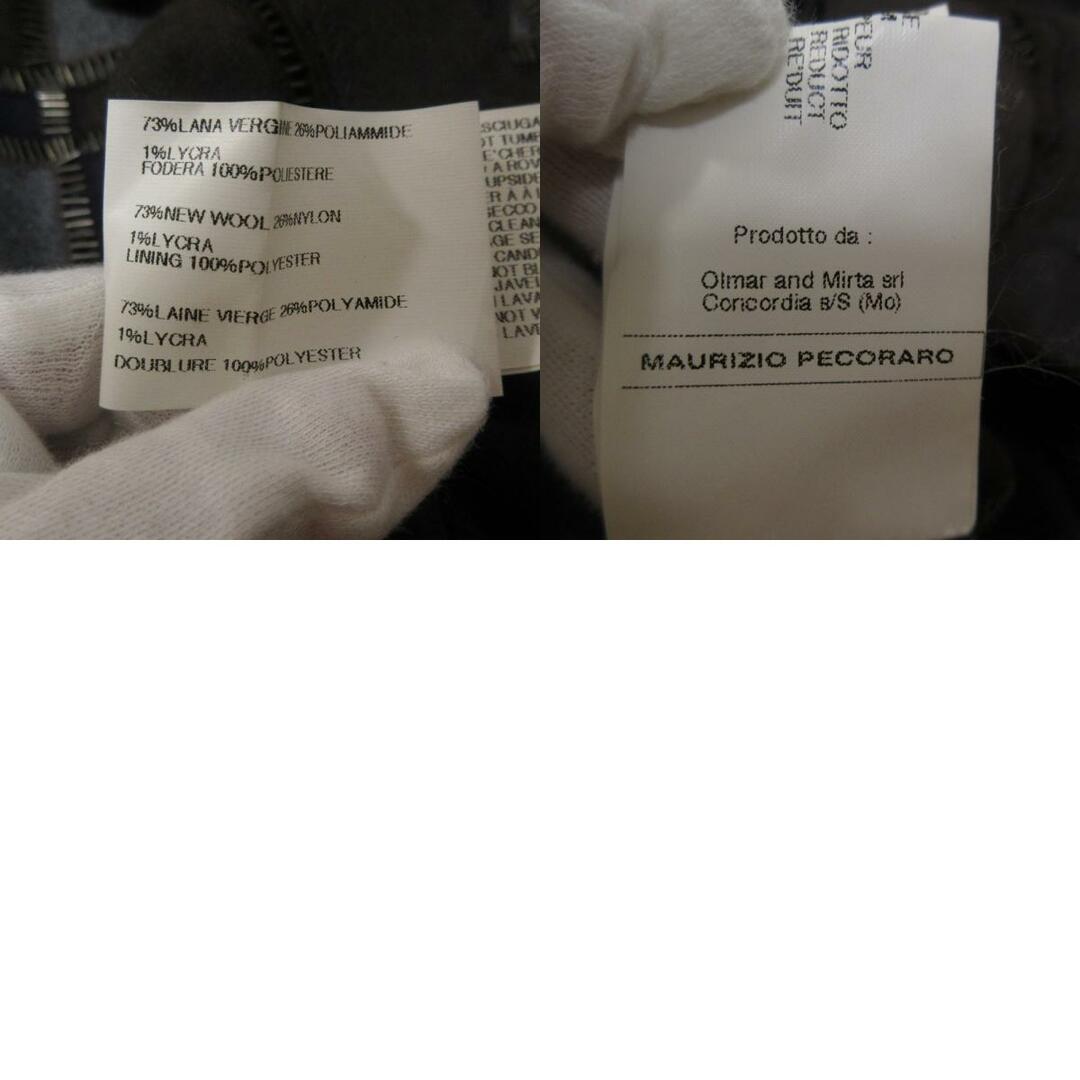 73%LANA VERGINE 26%POLIAMMIDE
1%LYCRA
FODERA 100%POLIESTERE
73%NEW WOOL 26%NYLON
1%LYCRA
LINING 100%POLYESTER
73%LAINE VIERGE 26%POLYAMIDE
1%LYCRA
DOUBLURE 100%POLYESTER
RIDOTTO
REDUCT
RE'DUIT
Prodotto da :
Olmar and Mirta srl
Concordia s/S (Mo)
MAURIZIO PECORARO